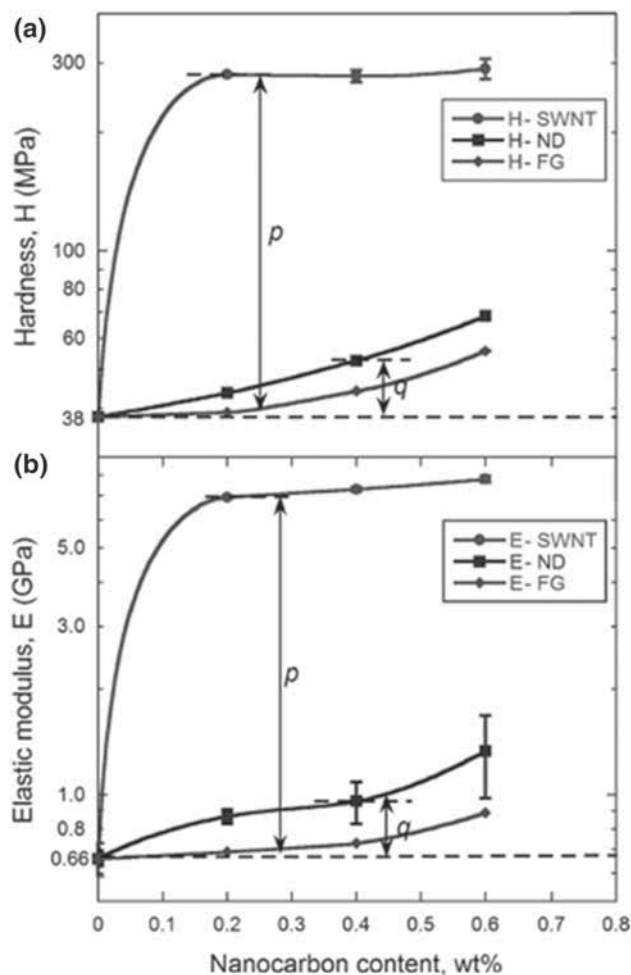 (a)
300
100
80
60
38
Hardness, H (MPa)
H- SWNT
H- ND
H- FG
p
q
(b)
5.0
3.0
1.0
0.8
0.66
Elastic modulus, E (GPa)
E- SWNT
E- ND
E- FG
p
q
0 0.1 0.2 0.3 0.4 0.5 0.6 0.7 0.8
Nanocarbon content, wt%